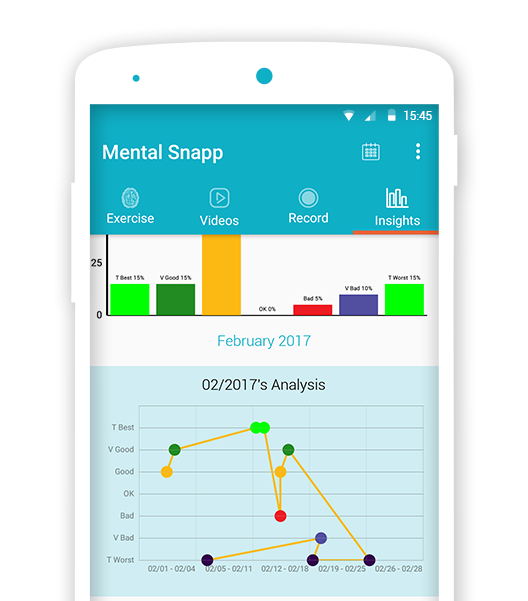 15:45
Mental Snapp
Exercise Videos Record Insights
25
T Best 15% V Good 15% OK 0% Bad 5% V Bad 10% T Worst 15%
0
February 2017
02/2017's Analysis
T Best
V Good
Good
OK
Bad
V Bad
T Worst
02/01 - 02/04 02/05 - 02/11 02/12 - 02/18 02/19 - 02/25 02/26 - 02/28